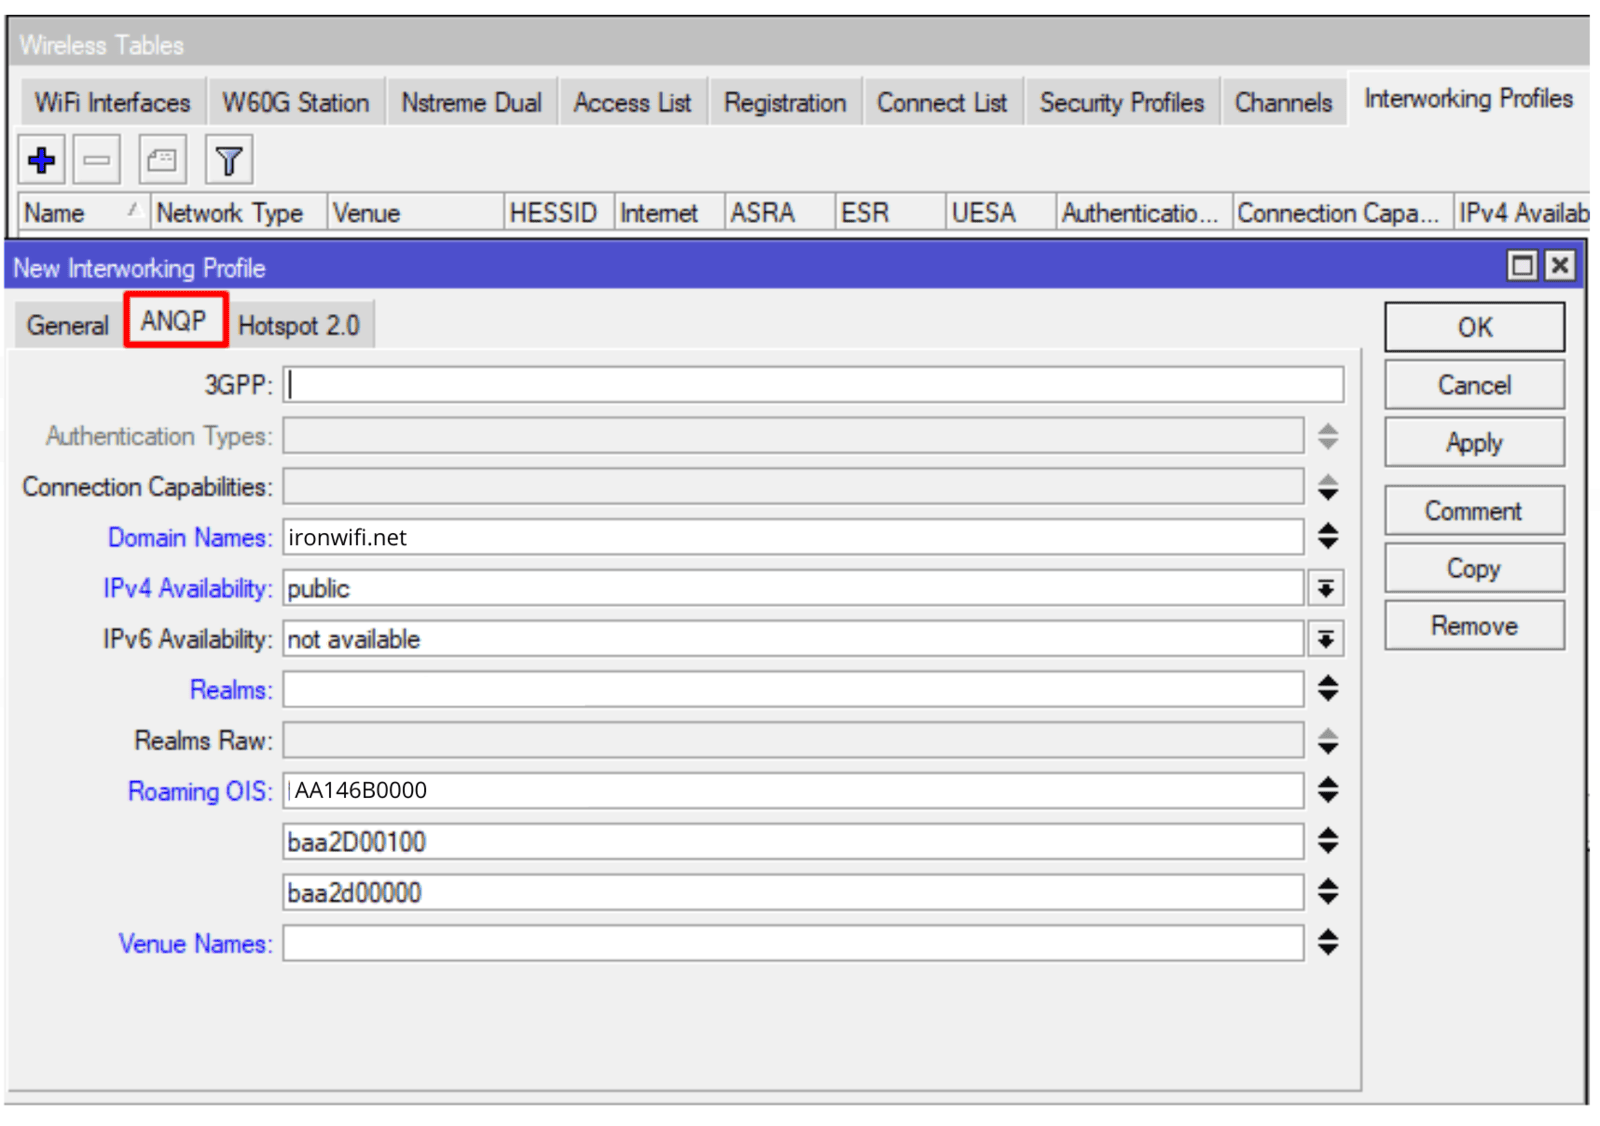 Wireless Tables
WiFi Interfaces W60G Station Nstreme Dual Access List Registration Connect List Security Profiles Channels Interworking Profiles
Name Network Type Venue HESSID Internet ASRA ESR UESA Authenticatio... Connection Capa... IPv4 Availab
New Interworking Profile
General ANQP Hotspot 2.0
OK
3GPP:
Cancel
Authentication Types:
Apply
Connection Capabilities:
Comment
Domain Names: ironwifi.net
Copy
IPv4 Availability: public
Remove
IPv6 Availability: not available
Realms:
Realms Raw:
Roaming OIS: AA146B0000
baa2D00100
baa2d00000
Venue Names: